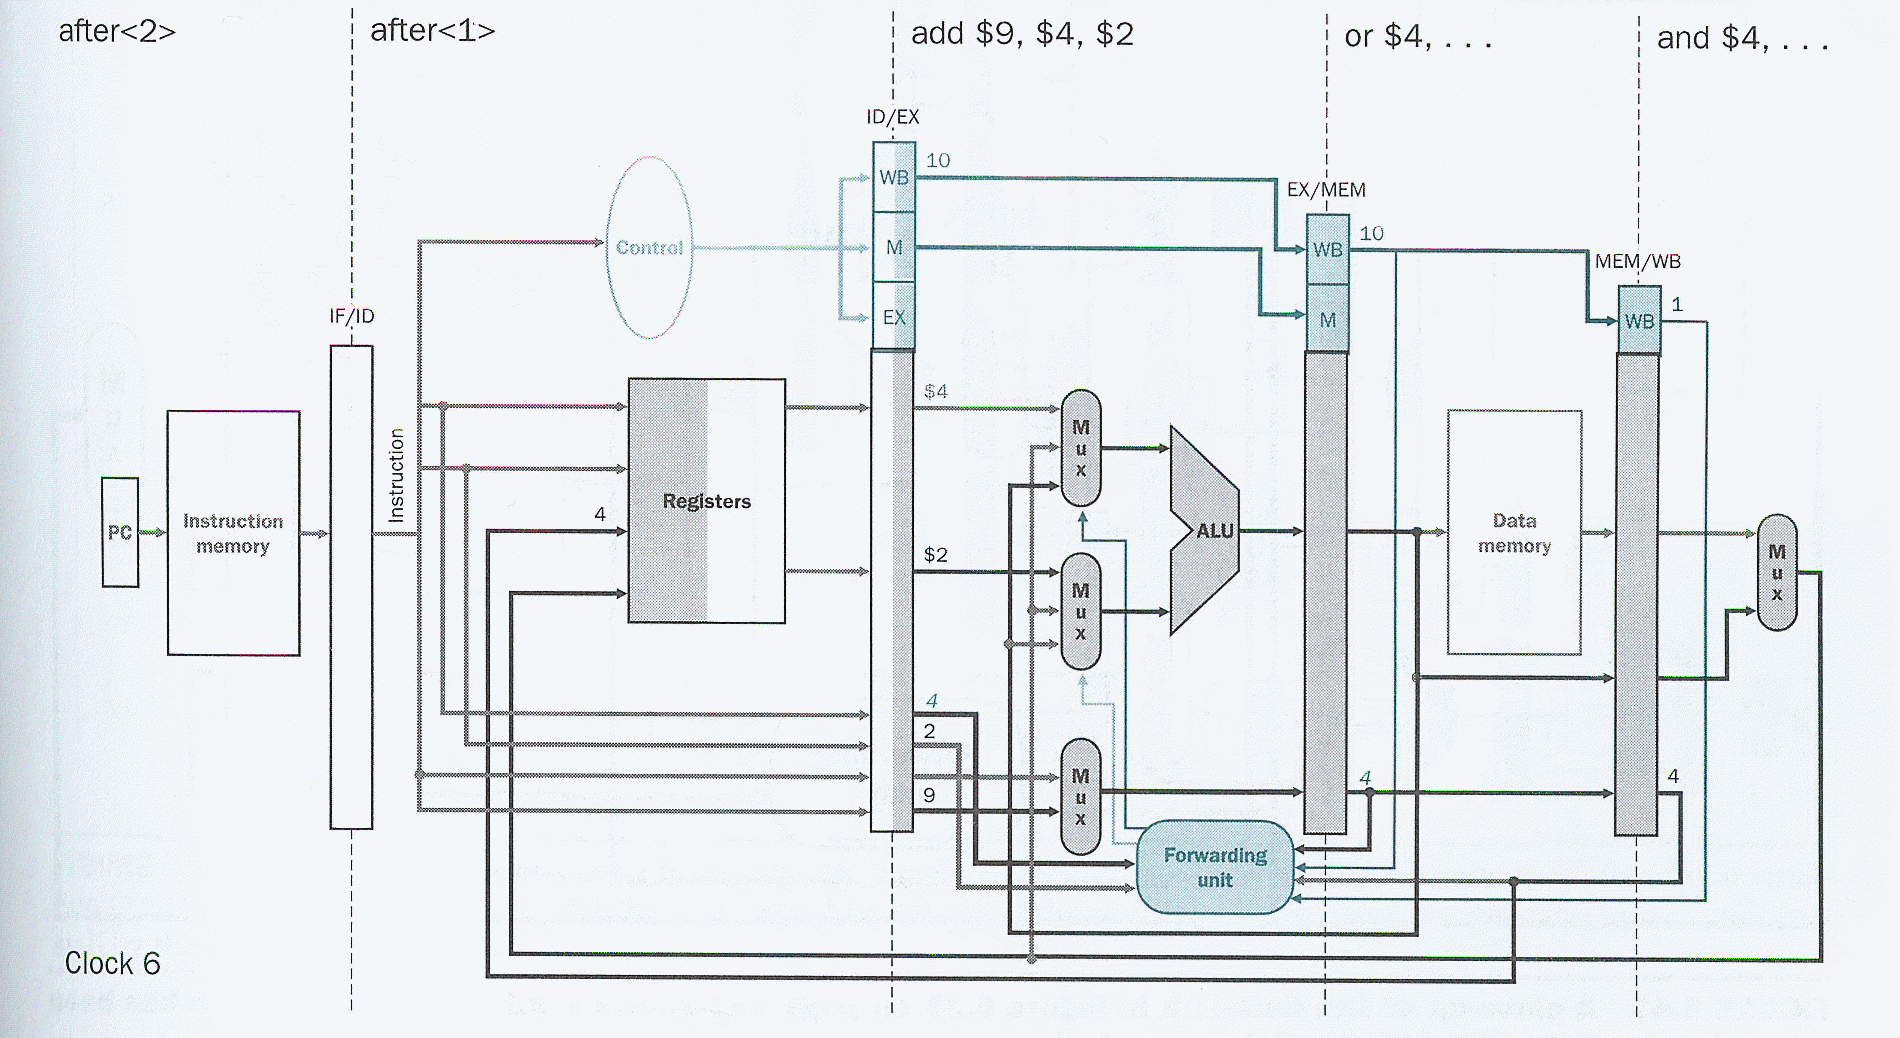 after<2>
after<1>
add $9, $4, $2
or $4, . . .
and $4, . . .
ID/EX
10
WB
EX/MEM
Control
M
WB
10
MEM/WB
IF/ID
EX
M
WB
1
$4
M
u
x
Instruction
4
Registers
PC
Instruction
memory
ALU
Data
memory
M
u
x
$2
M
u
x
4
2
9
M
u
x
4
4
Forwarding
unit
Clock 6